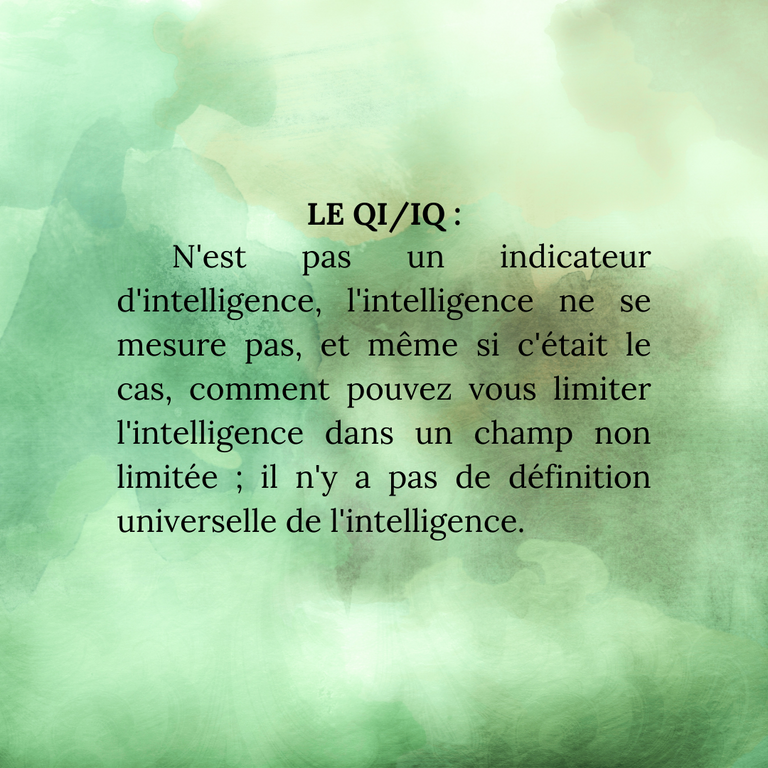 LE QI/IQ :
N'est pas un indicateur
d'intelligence, l'intelligence ne se
mesure pas, et même si c'était le
cas, comment pouvez vous limiter
l'intelligence dans un champ non
limitée ; il n'y a pas de définition
universelle de l'intelligence.